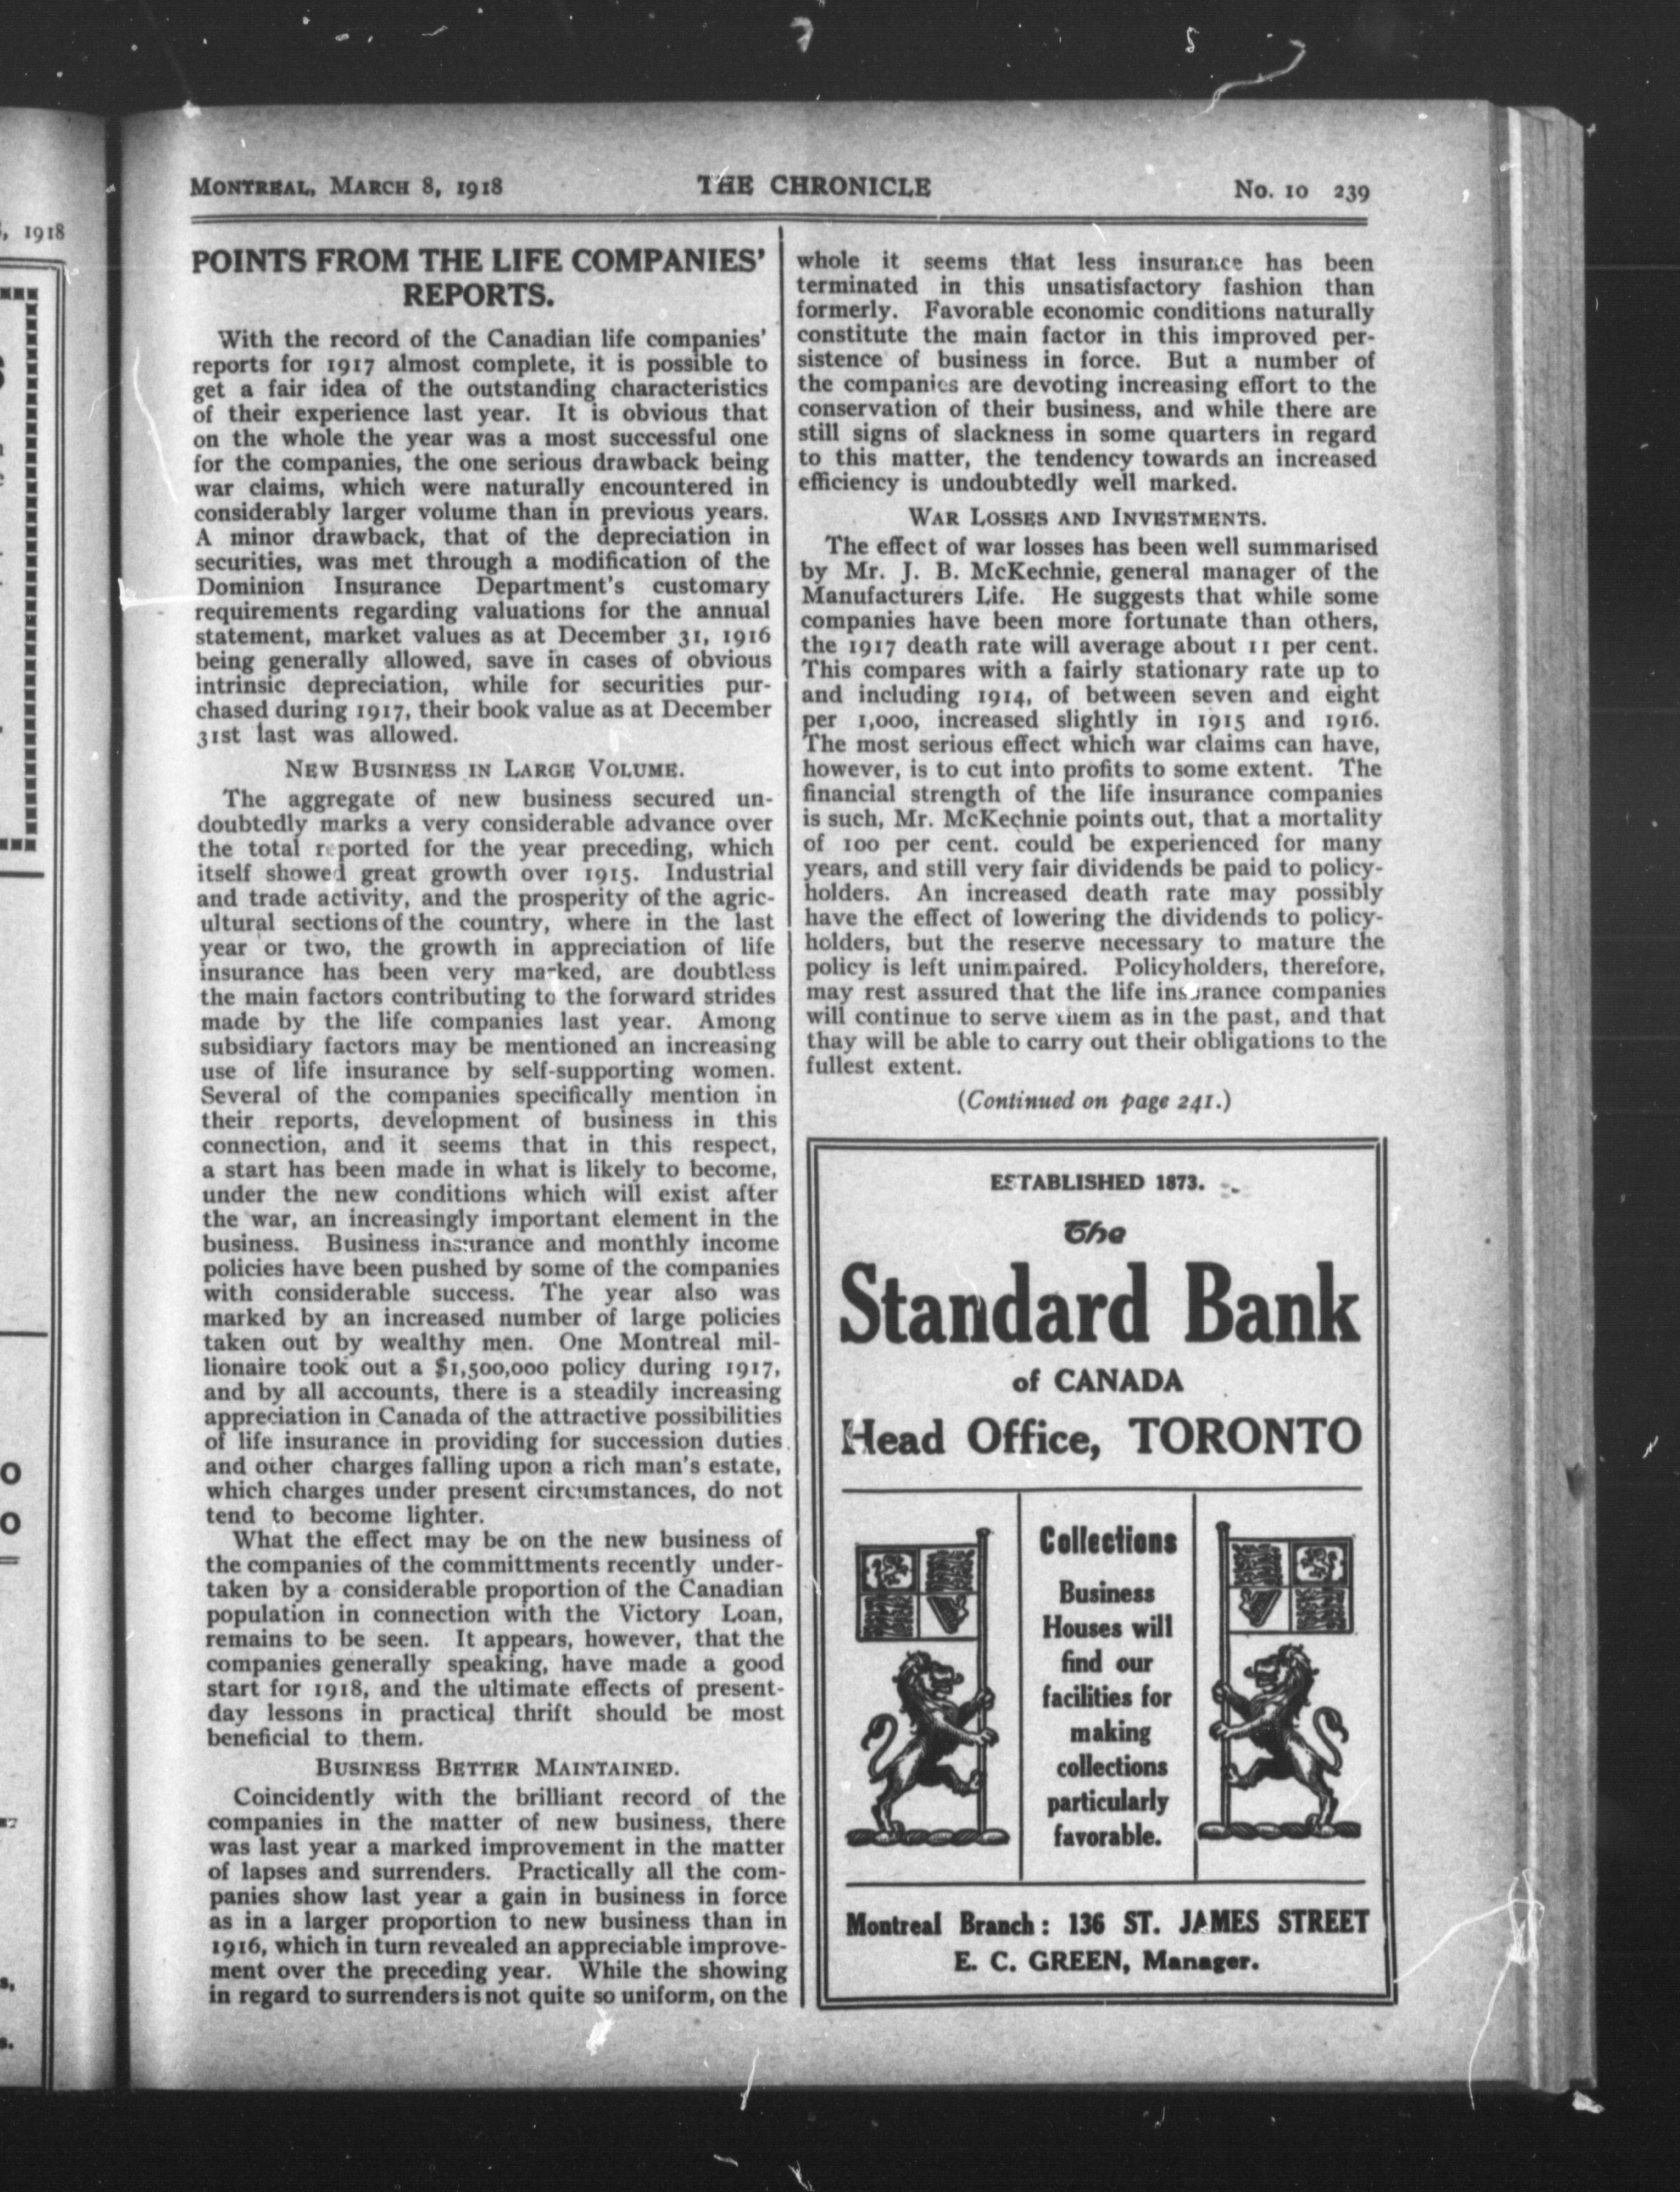 MONTREAL, MARCH 8, 1918
THE CHRONICLE
No. 10 239
POINTS FROM THE LIFE COMPANIES'
REPORTS.
With the record of the Canadian life companies'
reports for 1917 almost complete, it is possible to
get a fair idea of the outstanding characteristics
of their experience last year. It is obvious that
on the whole the year was a most successful one
for the companies, the one serious drawback being
war claims, which were naturally encountered in
considerably larger volume than in previous years.
A minor drawback, that of the depreciation in
securities, was met through a modification of the
Dominion Insurance Department's customary
requirements regarding valuations for the annual
statement, market values as at December 31, 1916
being generally allowed, save in cases of obvious
intrinsic depreciation, while for securities pur-
chased during 1917, their book value as at December
31st last was allowed.
NEW BUSINESS IN LARGE VOLUME.
The aggregate of new business secured un-
doubtedly marks a very considerable advance over
the total reported for the year preceding, which
itself showed great growth over 1915. Industrial
and trade activity, and the prosperity of the agric-
ultural sections of the country, where in the last
year or two, the growth in appreciation of life
insurance has been very marked, are doubtless
the main factors contributing to the forward strides
made by the life companies last year. Among
subsidiary factors may be mentioned an increasing
use of life insurance by self-supporting women.
Several of the companies specifically mention in
their reports, development of business in this
connection, and it seems that in this respect,
a start has been made in what is likely to become,
under the new conditions which will exist after
the war, an increasingly important element in the
business. Business insurance and monthly income
policies have been pushed by some of the companies
with considerable success. The year also was
marked by an increased number of large policies
taken out by wealthy men. One Montreal mil-
lionaire took out a $1,500,000 policy during 1917,
and by all accounts, there is a steadily increasing
appreciation in Canada of the attractive possibilities
of life insurance in providing for succession duties
and other charges falling upon a rich man's estate,
which charges under present circumstances, do not
tend to become lighter.
What the effect may be on the new business of
the companies of the committments recently under-
taken by a considerable proportion of the Canadian
population in connection with the Victory Loan,
remains to be seen. It appears, however, that the
companies generally speaking, have made a good
start for 1918, and the ultimate effects of present-
day lessons in practical thrift should be most
beneficial to them.
BUSINESS BETTER MAINTAINED.
Coincidently with the brilliant record of the
companies in the matter of new business, there
was last year a marked improvement in the matter
of lapses and surrenders. Practically all the com-
panies show last year a gain in business in force
as in a larger proportion to new business than in
1916, which in turn revealed an appreciable improve-
ment over the preceding year. While the showing
in regard to surrenders is not quite so uniform, on the
whole it seems that less insurance has been
terminated in this unsatisfactory fashion than
formerly. Favorable economic conditions naturally
constitute the main factor in this improved per-
sistence of business in force. But a number of
the companies are devoting increasing effort to the
conservation of their business, and while there are
still signs of slackness in some quarters in regard
to this matter, the tendency towards an increased
efficiency is undoubtedly well marked.
WAR LOSSES AND INVESTMENTS.
The effect of war losses has been well summarised
by Mr. J. B. McKechnie, general manager of the
Manufacturers Life. He suggests that while some
companies have been more fortunate than others,
the 1917 death rate will average about 11 per cent.
This compares with a fairly stationary rate up to
and including 1914, of between seven and eight
per 1,000, increased slightly in 1915 and 1916.
The most serious effect which war claims can have,
however, is to cut into profits to some extent. The
financial strength of the life insurance companies
is such, Mr. McKechnie points out, that a mortality
of 100 per cent. could be experienced for many
years, and still very fair dividends be paid to policy-
holders. An increased death rate may possibly
have the effect of lowering the dividends to policy-
holders, but the reserve necessary to mature the
policy is left unimpaired. Policyholders, therefore,
may rest assured that the life insurance companies
will continue to serve them as in the past, and that
thay will be able to carry out their obligations to the
fullest extent.
(Continued on page 241.)
ESTABLISHED 1873.
The
Standard Bank
of CANADA
Head Office, TORONTO
Collections
Business
Houses will
find our
facilities for
making
collections
particularly
favorable.
Montreal Branch: 136 ST. JAMES STREET
E. C. GREEN, Manager.
, 1918